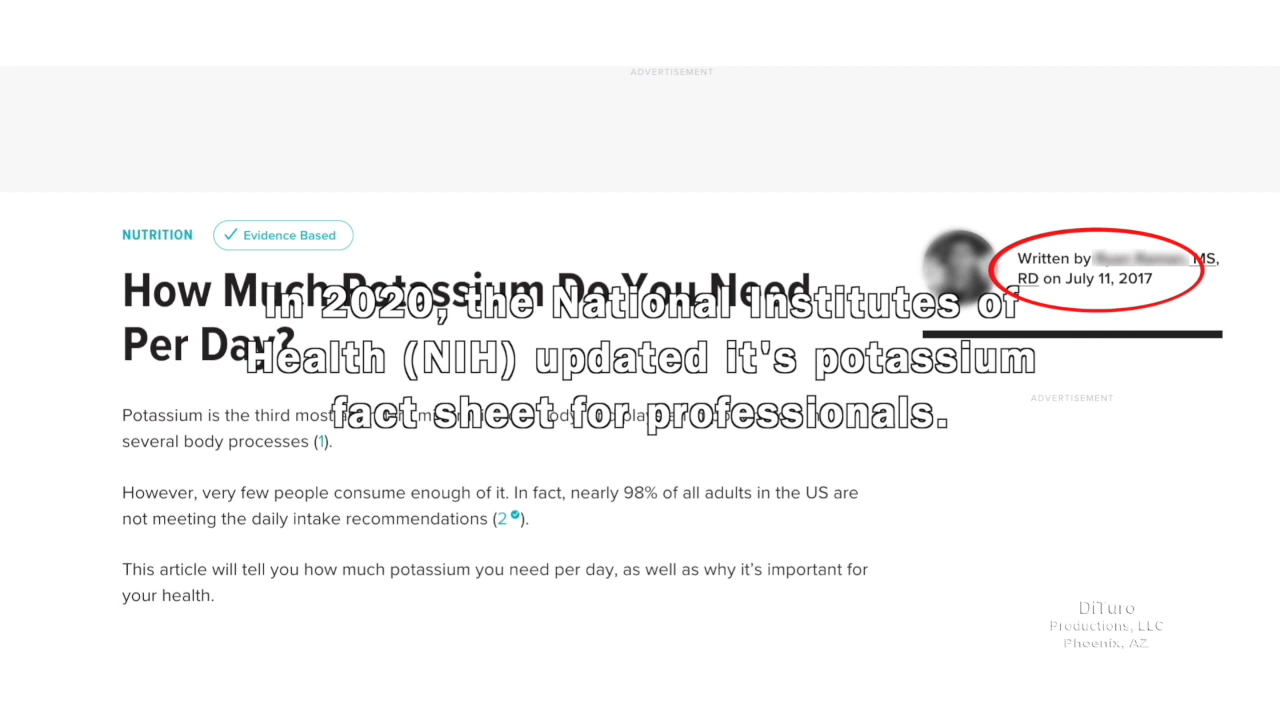 ADVERTISEMENT
NUTRITION
Evidence Based
How Much Potassium Do You Need
Per Day?
Written by MS,
RD on July 11, 2017
In 2020, the National Institutes of
Health (NIH) updated it's potassium
fact sheet for professionals.
ADVERTISEMENT
Potassium is the third most
several body processes (1).
However, very few people consume enough of it. In fact, nearly 98% of all adults in the US are
not meeting the daily intake recommendations (2).
This article will tell you how much potassium you need per day, as well as why it's important for
your health.
DiTuro
Productions, LLC
Phoenix, AZ